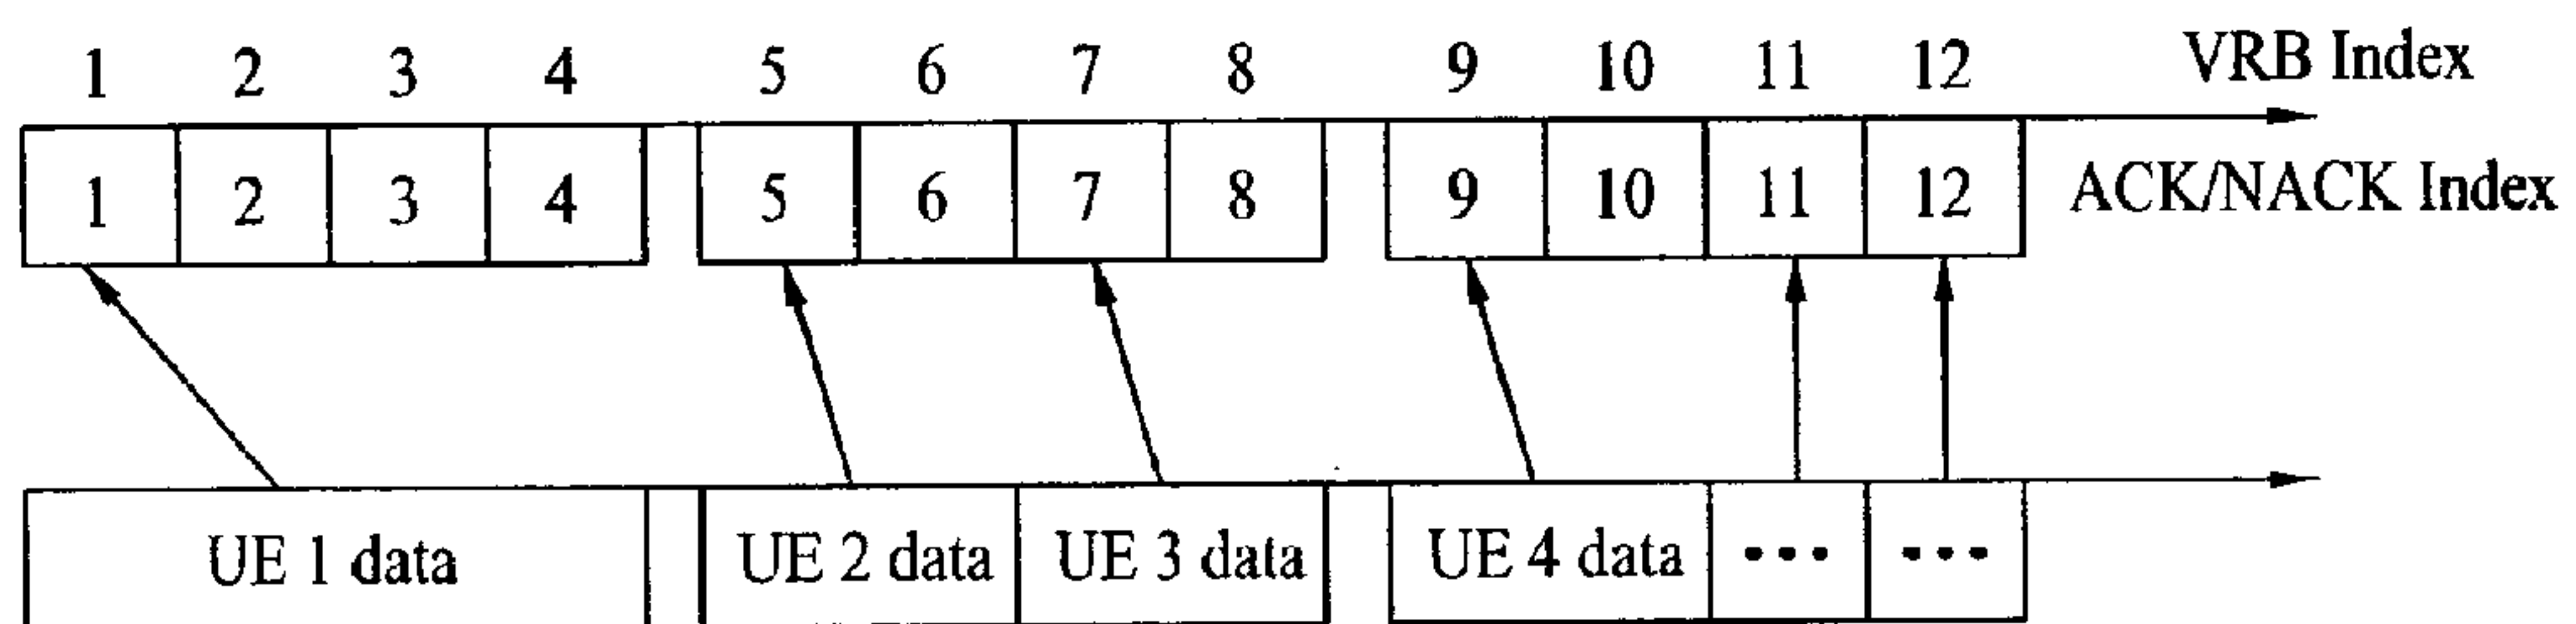 1 2 3 4 5 6 7 8 9 10 11 12 VRB Index
1 2 3 4 5 6 7 8 9 10 11 12 ACK/NACK Index
UE 1 data UE 2 data UE 3 data UE 4 data ••• •••